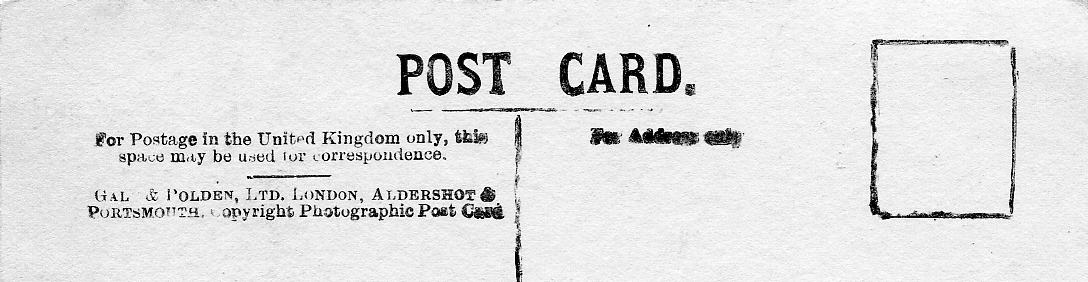 POST CARD.
For Postage in the United Kingdom only, this
space may be used for correspondence.
For Address only
GAL & POLDEN, LTD. LONDON, ALDERSHOT &
PORTSMOUTH. Copyright Photographic Post Card